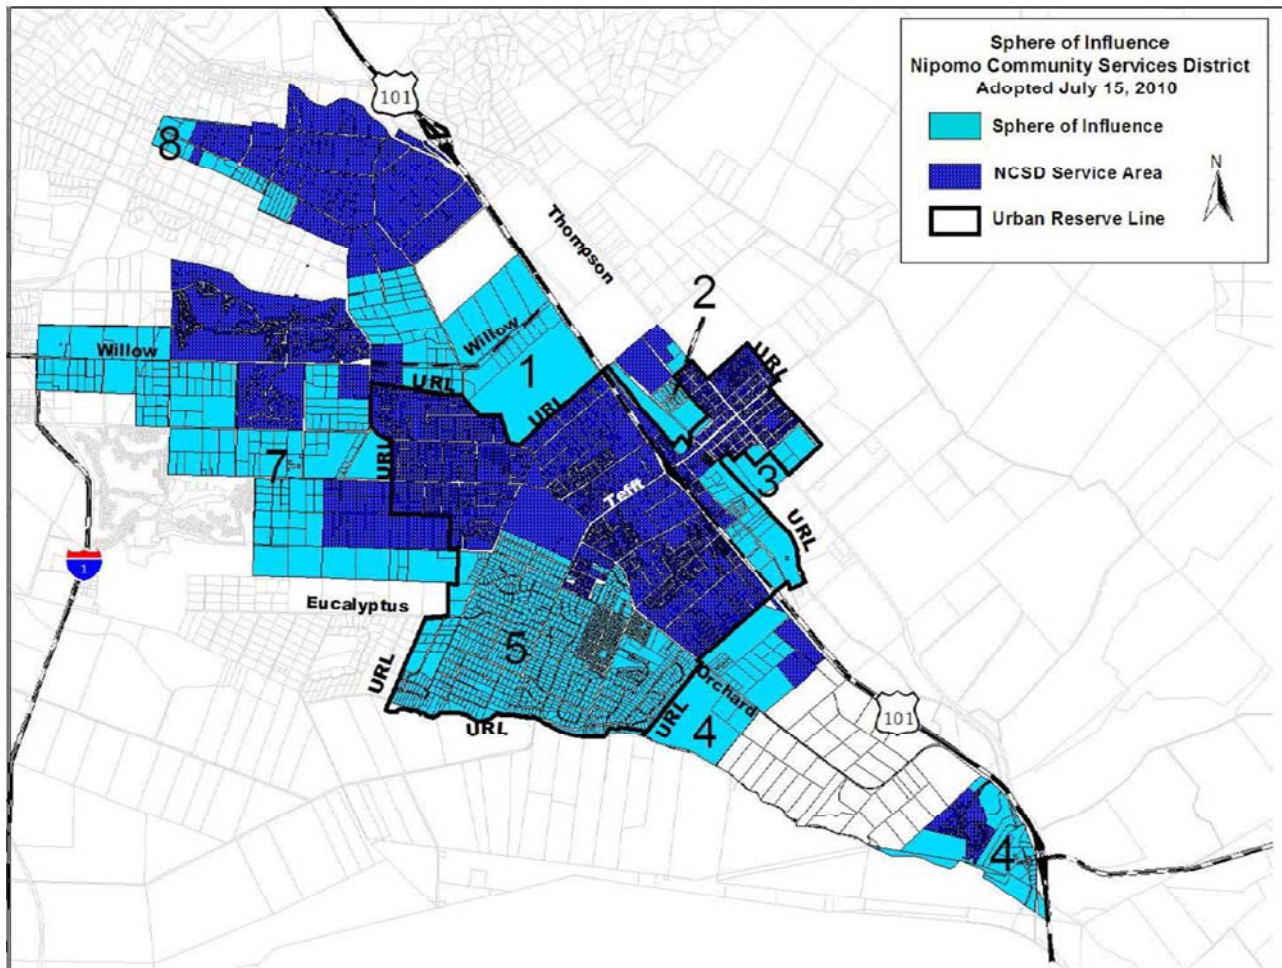 Sphere of Influence
Nipomo Community Services District
Adopted July 15, 2010
Sphere of Influence
NCSD Service Area
Urban Reserve Line
N
101
8
Thompson
2
Willow
URL
Willow
1
URL
URL
URL
7
3
Tefft
URL
1
Eucalyptus
5
URL
Orchard
URL
4
101
URL
4